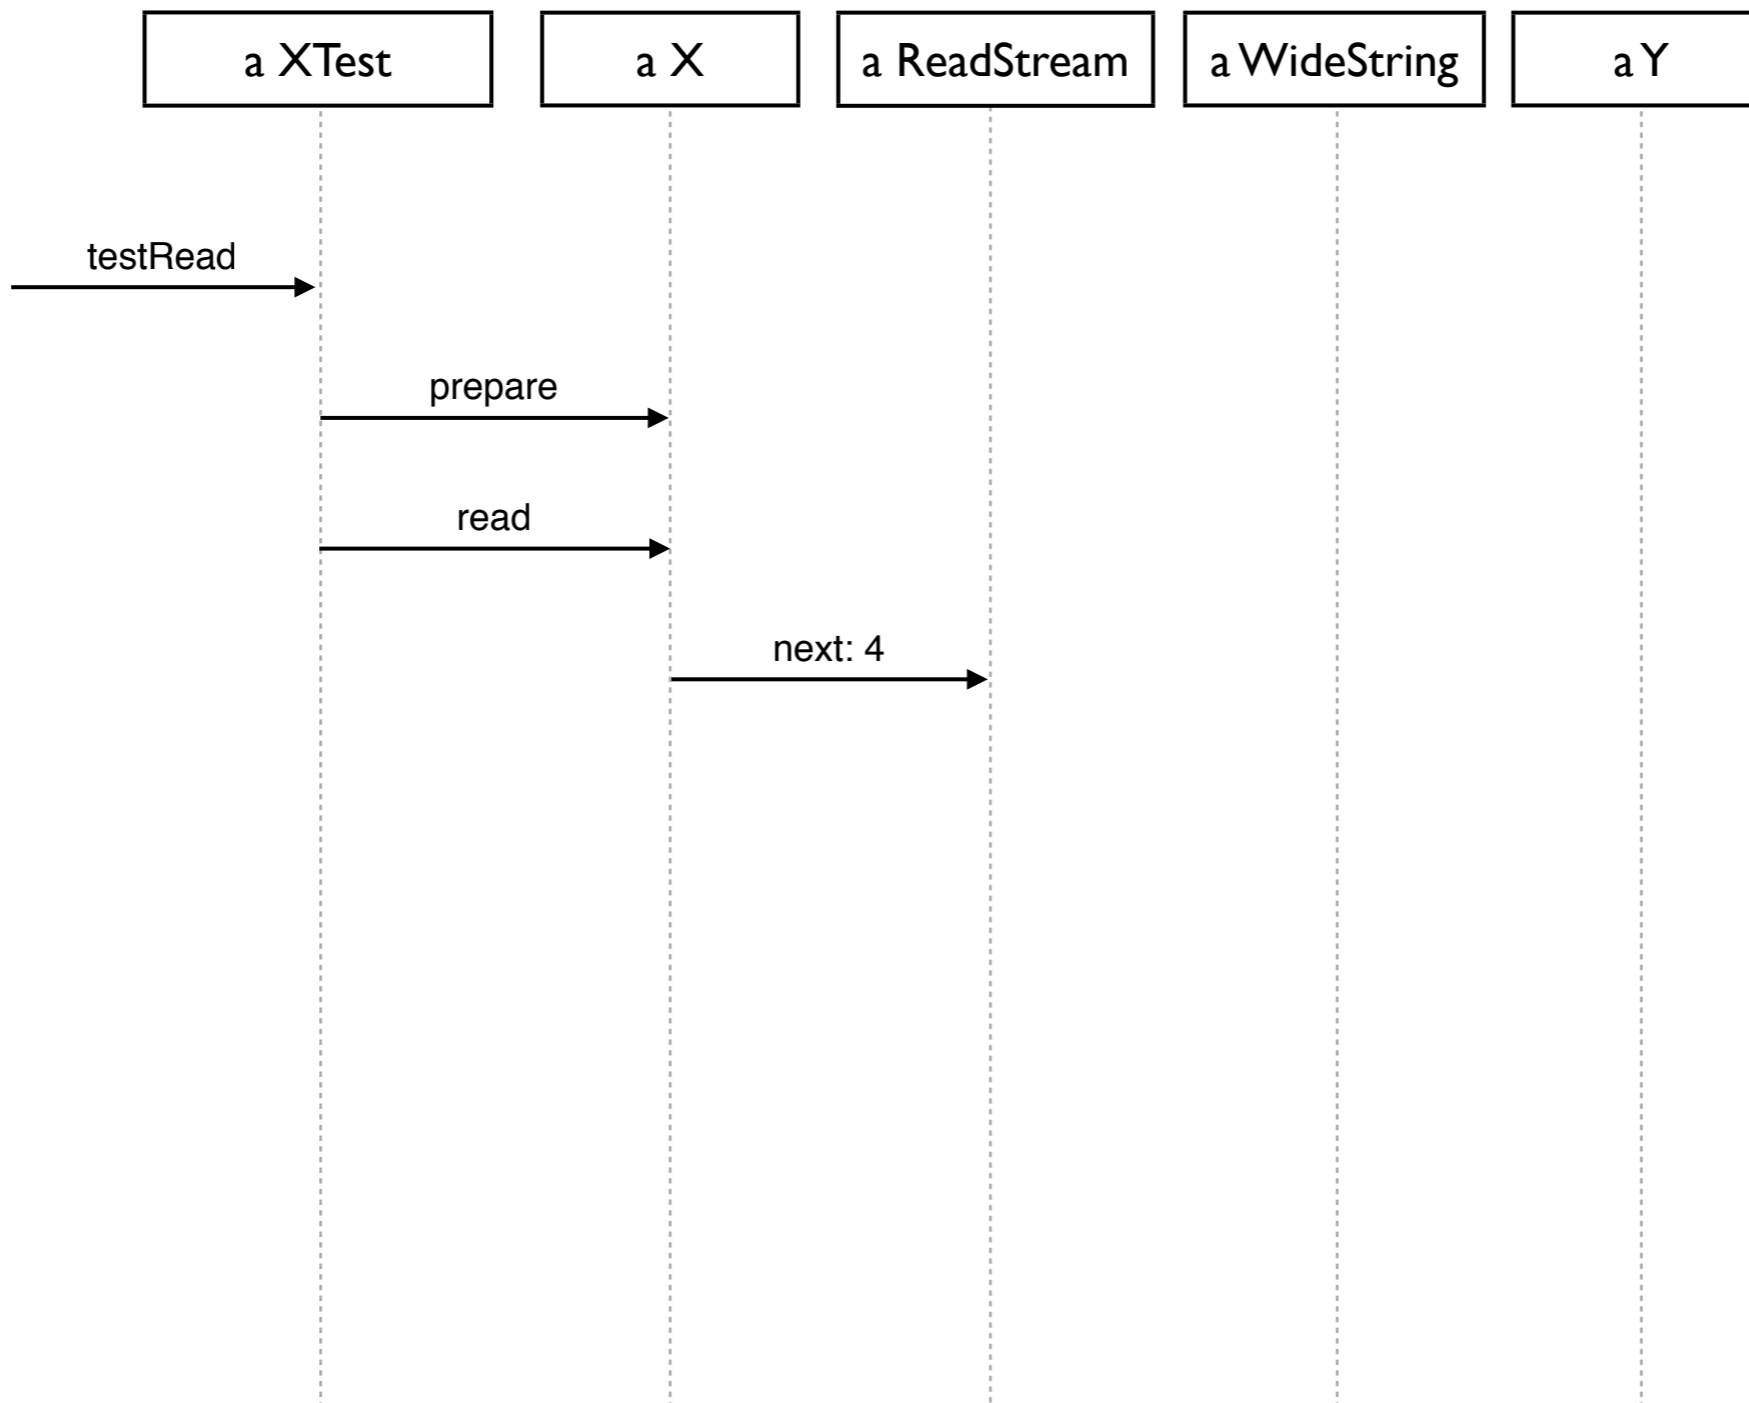 a XTest
a X
a ReadStream
a WideString
a Y
testRead
prepare
read
next: 4